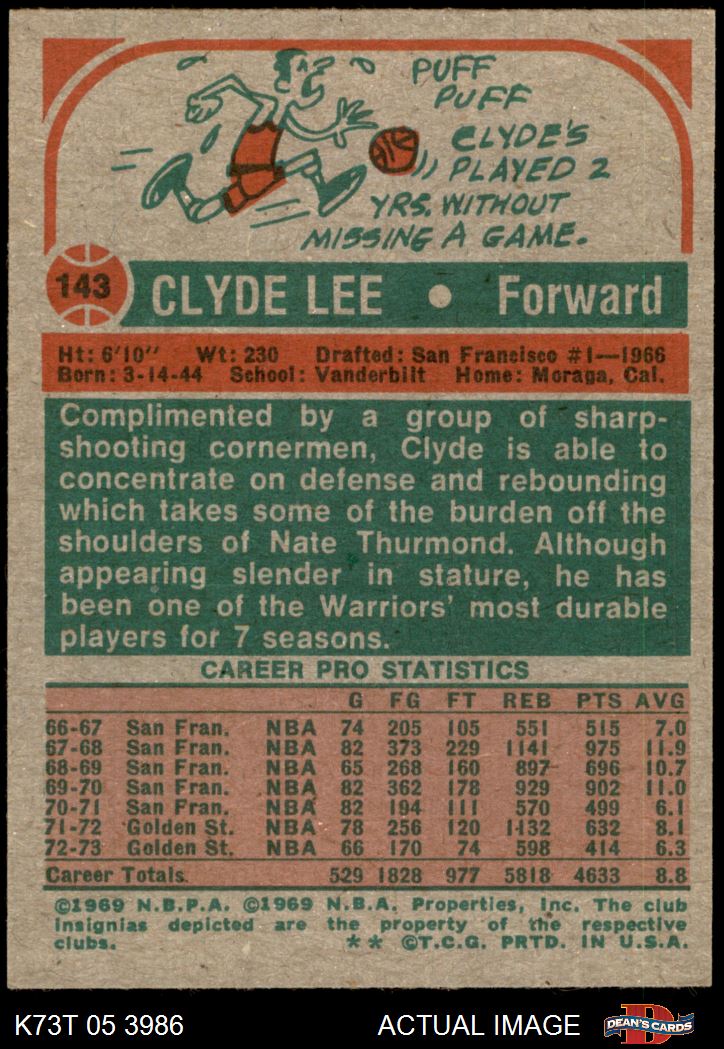 PUFF
PUFF
CLYDE'S
PLAYED 2
YRS. WITHOUT
MISSING A GAME.
143 CLYDE LEE • Forward
Ht: 6'10" Wt: 230 Drafted: San Francisco #1—1966
Born: 3-14-44 School: Vanderbilt Home: Moraga, Cal.
Complimented by a group of sharp-
shooting cornermen, Clyde is able to
concentrate on defense and rebounding
which takes some of the burden off the
shoulders of Nate Thurmond. Although
appearing slender in stature, he has
been one of the Warriors' most durable
players for 7 seasons.
CAREER PRO STATISTICS
G FG FT REB PTS AVG
66-67 San Fran. NBA 74 205 105 551 515 7.0
67-68 San Fran. NBA 82 373 229 1141 975 11.9
68-69 San Fran. NBA 65 268 160 897 696 10.7
69-70 San Fran. NBA 82 362 178 929 902 11.0
70-71 San Fran. NBA 82 194 111 570 499 6.1
71-72 Golden St. NBA 78 256 120 1132 632 8.1
72-73 Golden St. NBA 66 170 74 598 414 6.3
Career Totals. 529 1828 977 5818 4633 8.8
©1969 N.B.P.A. ©1969 N.B.A. Properties, Inc. The club
insignias depicted are the property of the respective
clubs. ** ©T.C.G. PRTD. IN U.S.A.
K73T 05 3986 ACTUAL IMAGE D DEAN'S CARDS